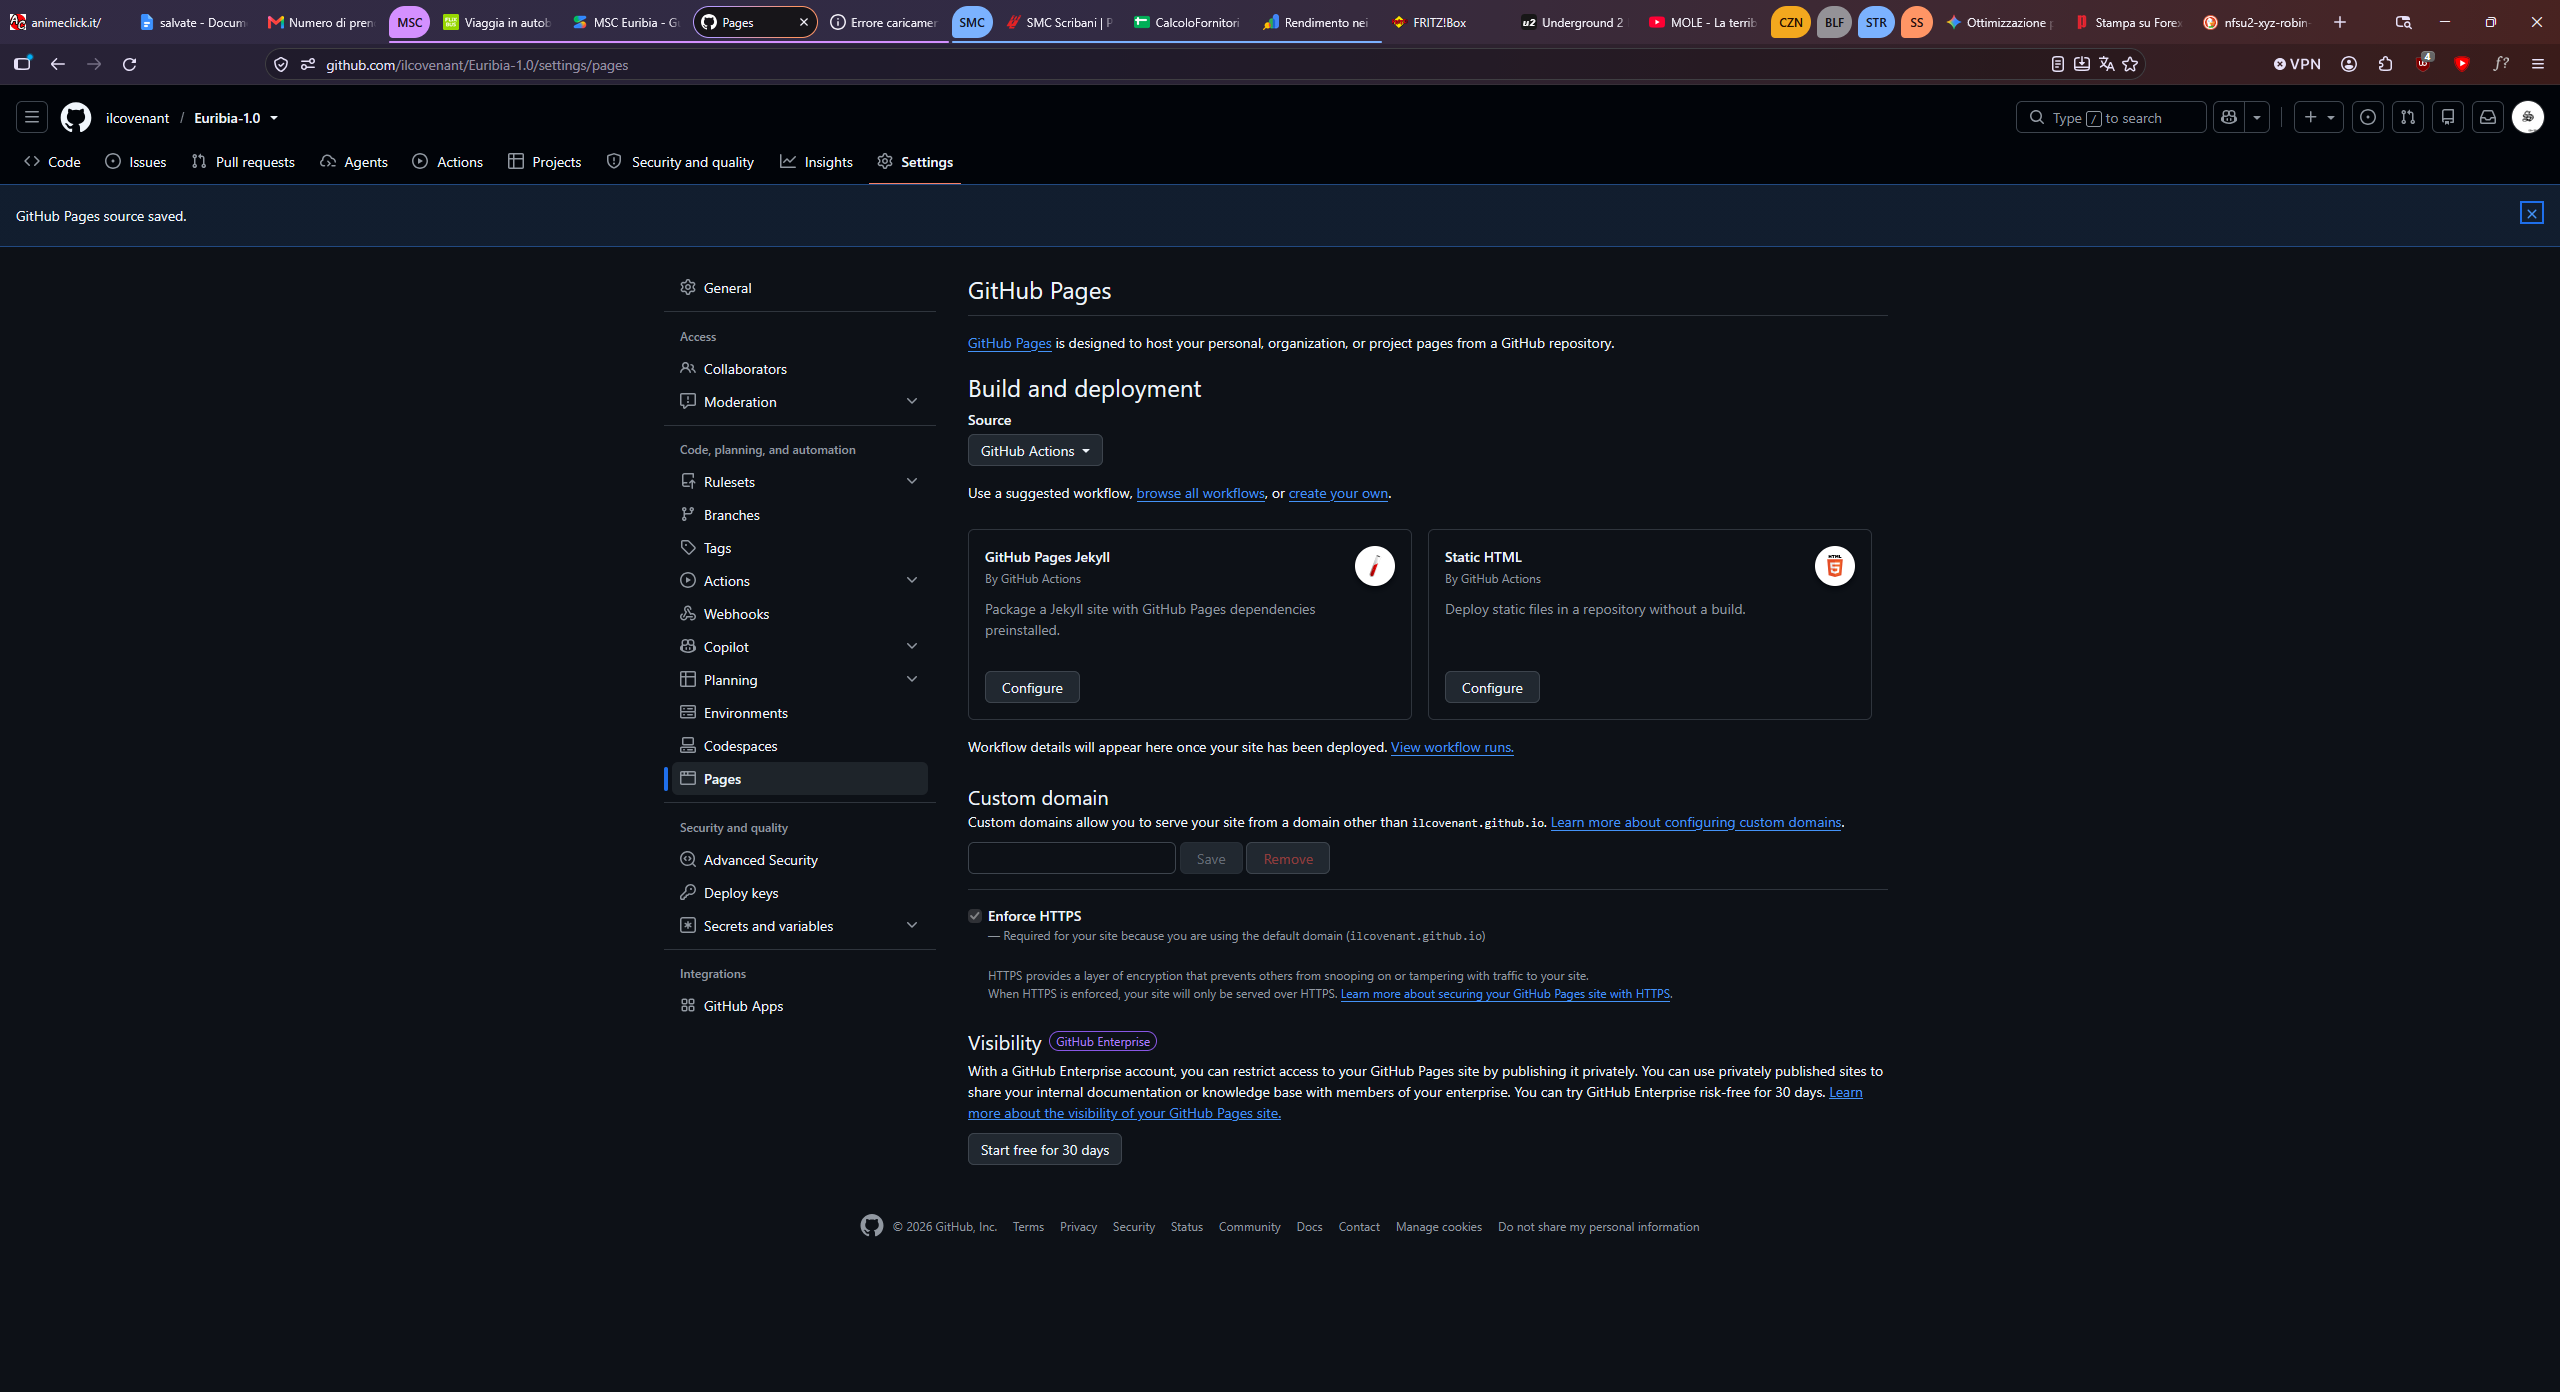 animeclick.it/
salvate - Docum
Numero di pren
MSC
Viaggia in autob
MSC Euribia - Gu
Pages
Errore caricamer
SMC
SMC Scribani | P
CalcoloFornitori
Rendimento nei
FRITZ!Box
Underground 2
MOLE - La terrib
CZN
BLF
STR
SS
Ottimizzazione p
Stampa su Forex
nfsu2-xyz-robin-
github.com/ilcovenant/Euribia-1.0/settings/pages
VPN
4
f?
ilcovenant / Euribia-1.0
Type / to search
Code
Issues
Pull requests
Agents
Actions
Projects
Security and quality
Insights
Settings
GitHub Pages source saved.
General
Access
Collaborators
Moderation
Code, planning, and automation
Rulesets
Branches
Tags
Actions
Webhooks
Copilot
Planning
Environments
Codespaces
Pages
Security and quality
Advanced Security
Deploy keys
Secrets and variables
Integrations
GitHub Apps
GitHub Pages
GitHub Pages is designed to host your personal, organization, or project pages from a GitHub repository.
Build and deployment
Source
GitHub Actions
Use a suggested workflow, browse all workflows, or create your own.
GitHub Pages Jekyll
By GitHub Actions
Package a Jekyll site with GitHub Pages dependencies
preinstalled.
Configure
Static HTML
By GitHub Actions
Deploy static files in a repository without a build.
Configure
Workflow details will appear here once your site has been deployed. View workflow runs.
Custom domain
Custom domains allow you to serve your site from a domain other than ilcovenant.github.io. Learn more about configuring custom domains.
Save
Remove
Enforce HTTPS
— Required for your site because you are using the default domain (ilcovenant.github.io)
HTTPS provides a layer of encryption that prevents others from snooping on or tampering with traffic to your site.
When HTTPS is enforced, your site will only be served over HTTPS. Learn more about securing your GitHub Pages site with HTTPS.
Visibility
GitHub Enterprise
With a GitHub Enterprise account, you can restrict access to your GitHub Pages site by publishing it privately. You can use privately published sites to
share your internal documentation or knowledge base with members of your enterprise. You can try GitHub Enterprise risk-free for 30 days. Learn
more about the visibility of your GitHub Pages site.
Start free for 30 days
© 2026 GitHub, Inc.
Terms
Privacy
Security
Status
Community
Docs
Contact
Manage cookies
Do not share my personal information